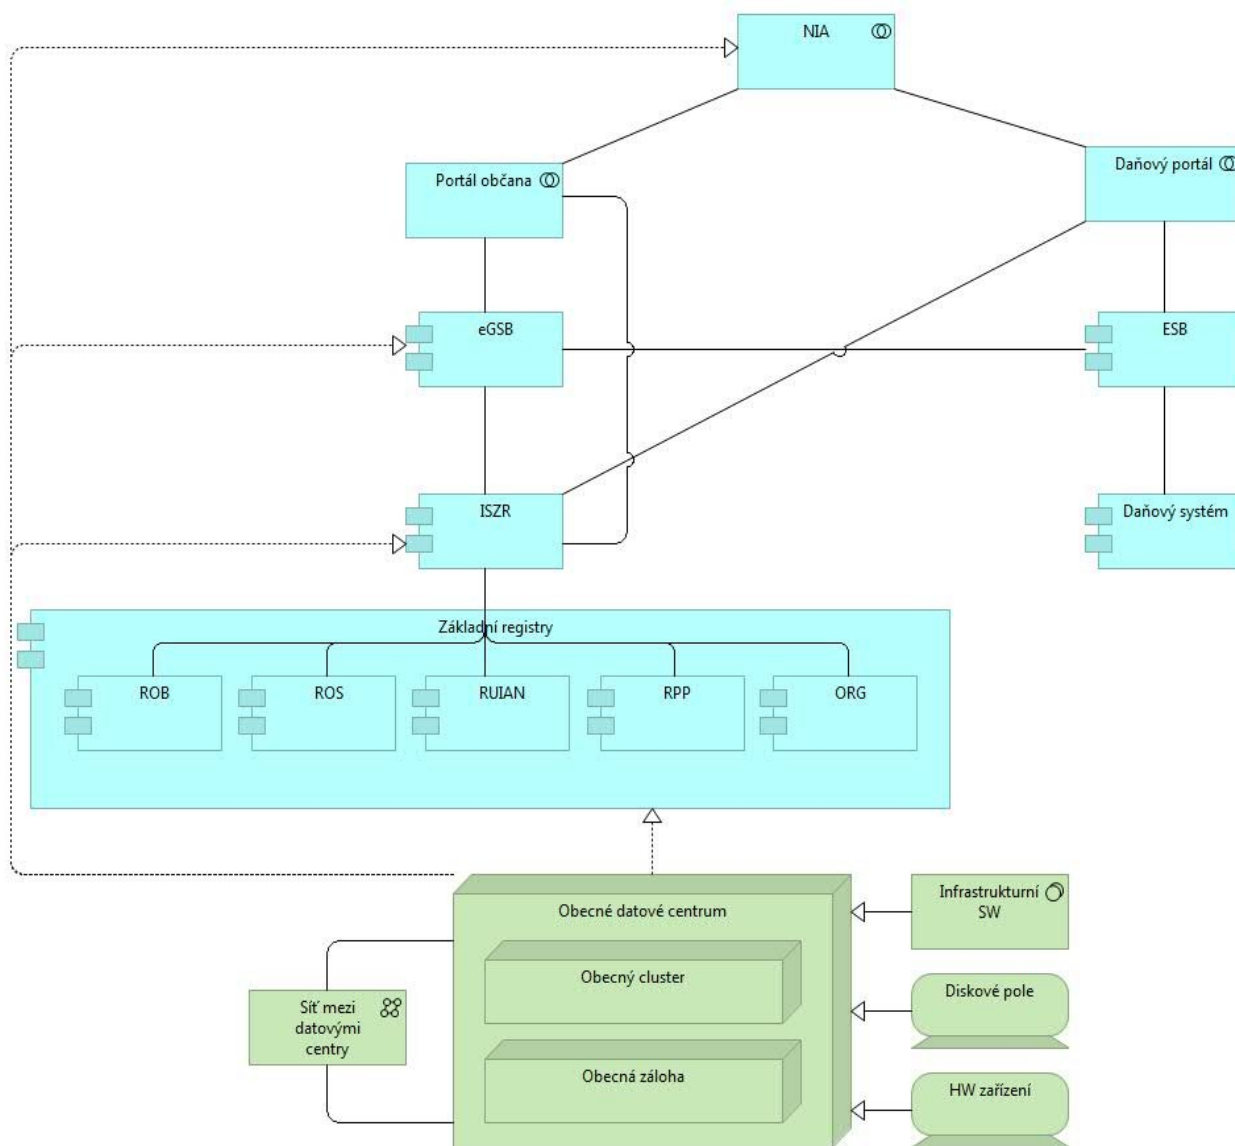 NIA
Portál občana
Daňový portál
eGSB
ESB
ISZR
Daňový systém
Základní registry
ROB
ROS
RUIAN
RPP
ORG
Obecné datové centrum
Infrastrukturní
SW
Obecný cluster
Diskové pole
Síť mezi
datovými
centry
Obecná záloha
HW zařízení